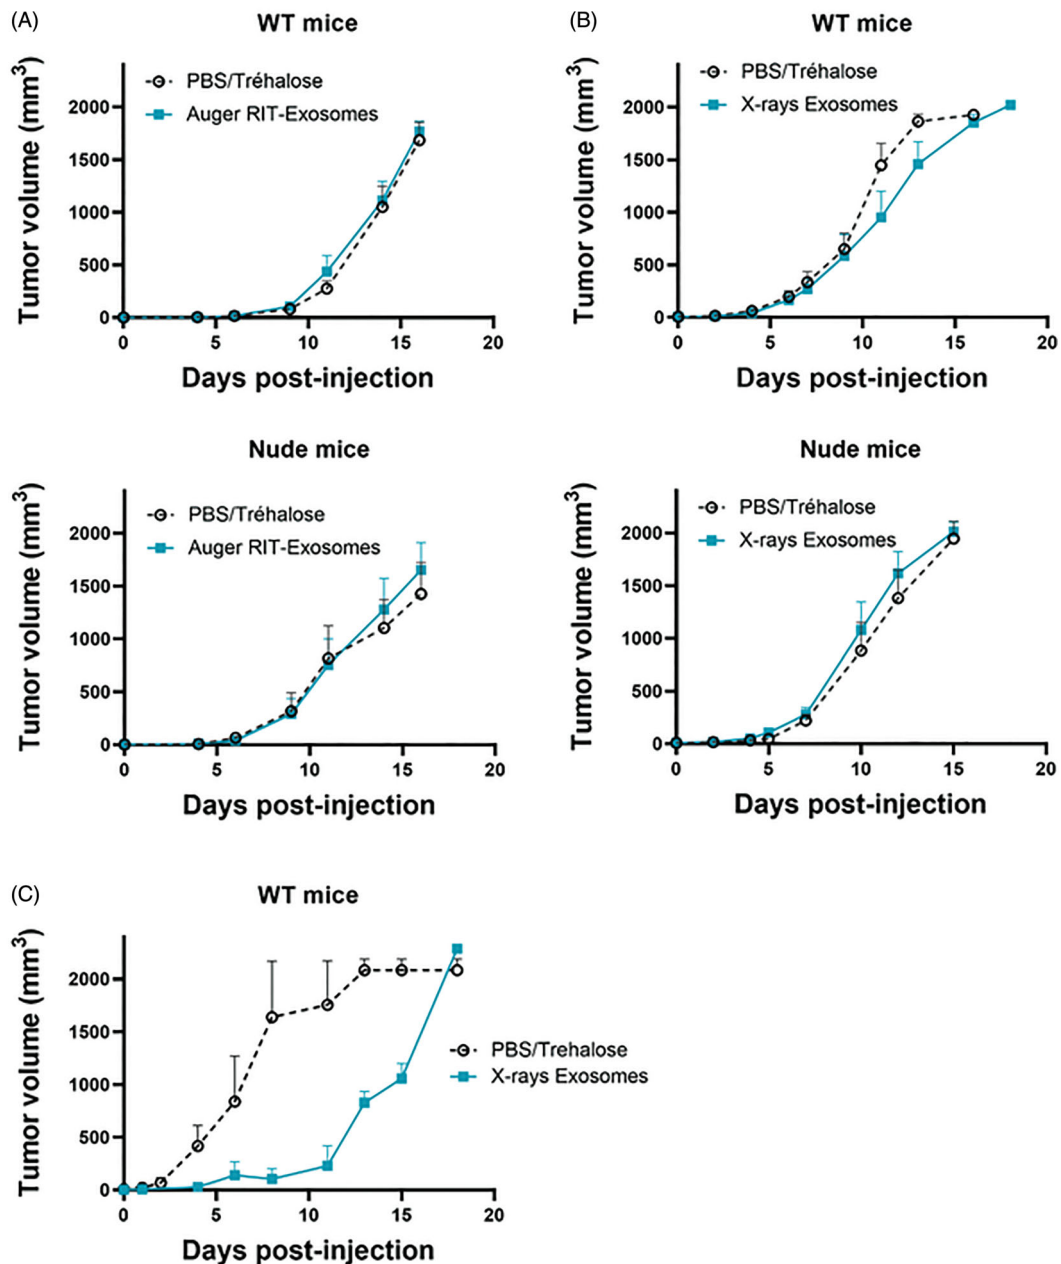 (A)
WT mice
Tumor volume (mm³)
2000
1500
1000
500
0
PBS/Tréhalose
Auger RIT-Exosomes
0 5 10 15 20
Days post-injection
(B)
WT mice
Tumor volume (mm³)
2000
1500
1000
500
0
PBS/Tréhalose
X-rays Exosomes
0 5 10 15 20
Days post-injection
Nude mice
Tumor volume (mm³)
2000
1500
1000
500
0
PBS/Tréhalose
Auger RIT-Exosomes
0 5 10 15 20
Days post-injection
Nude mice
Tumor volume (mm³)
2000
1500
1000
500
0
PBS/Tréhalose
X-rays Exosomes
0 5 10 15 20
Days post-injection
(C)
WT mice
Tumor volume (mm³)
2000
1500
1000
500
0
PBS/Trehalose
X-rays Exosomes
0 5 10 15 20
Days post-injection